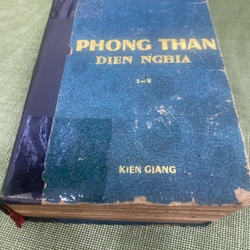 PHONG THAN
DIEN NGHIA
1-2
KIEN GIANG